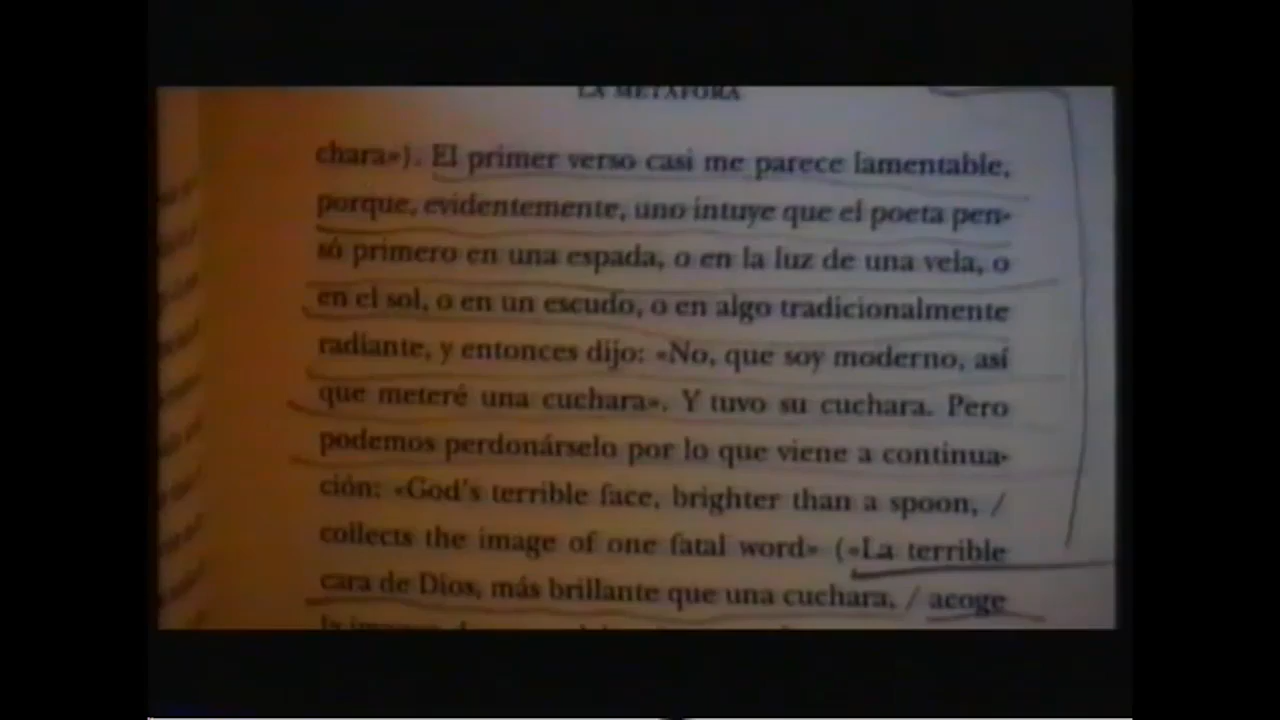 LA METÁFORA
chara»). El primer verso casi me parece lamentable,
porque, evidentemente, uno intuye que el poeta pen-
só primero en una espada, o en la luz de una vela, o
en el sol, o en un escudo, o en algo tradicionalmente
radiante, y entonces dijo: «No, que soy moderno, así
que meteré una cuchara». Y tuvo su cuchara. Pero
podemos perdonárselo por lo que viene a continua-
ción: «God's terrible face, brighter than a spoon, /
collects the image of one fatal word» («La terrible
cara de Dios, más brillante que una cuchara, / acoge